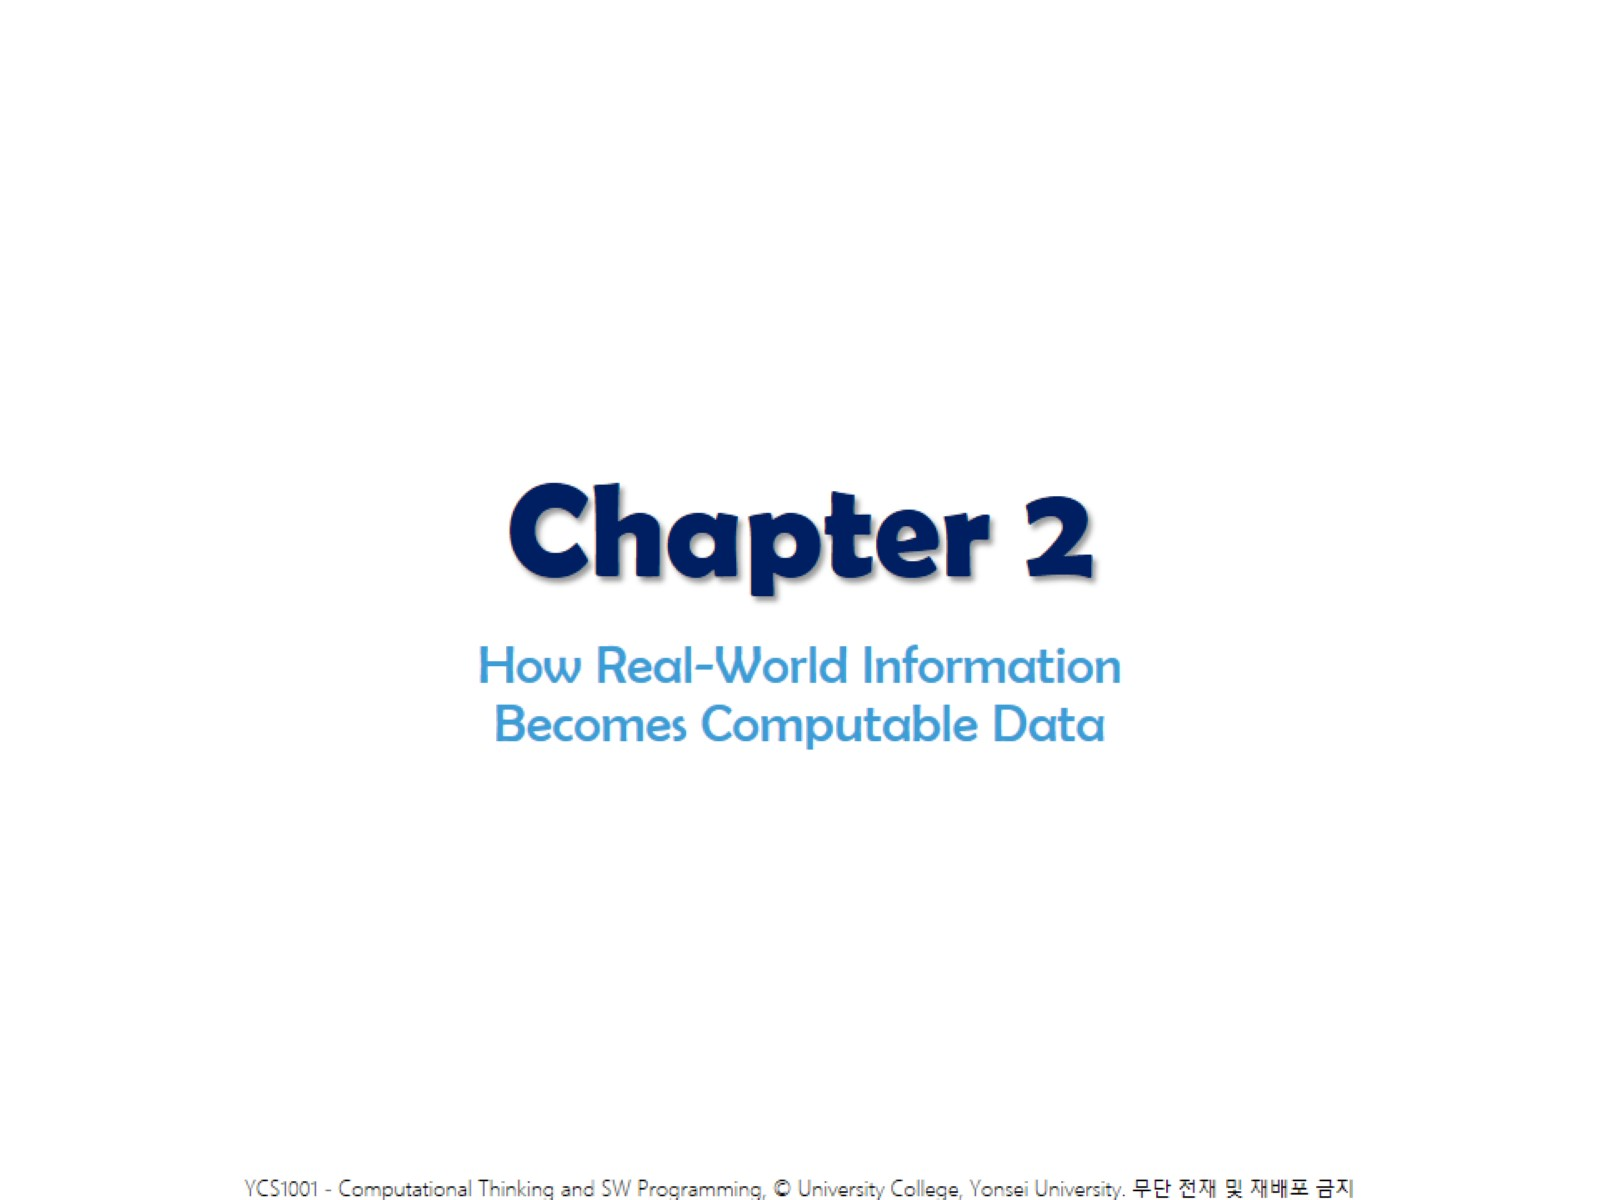 Chapter 2
How Real-World Information
Becomes Computable Data
YCS1001 - Computational Thinking and SW Programming, © University College, Yonsei University. 무단 전재 및 재배포 금지